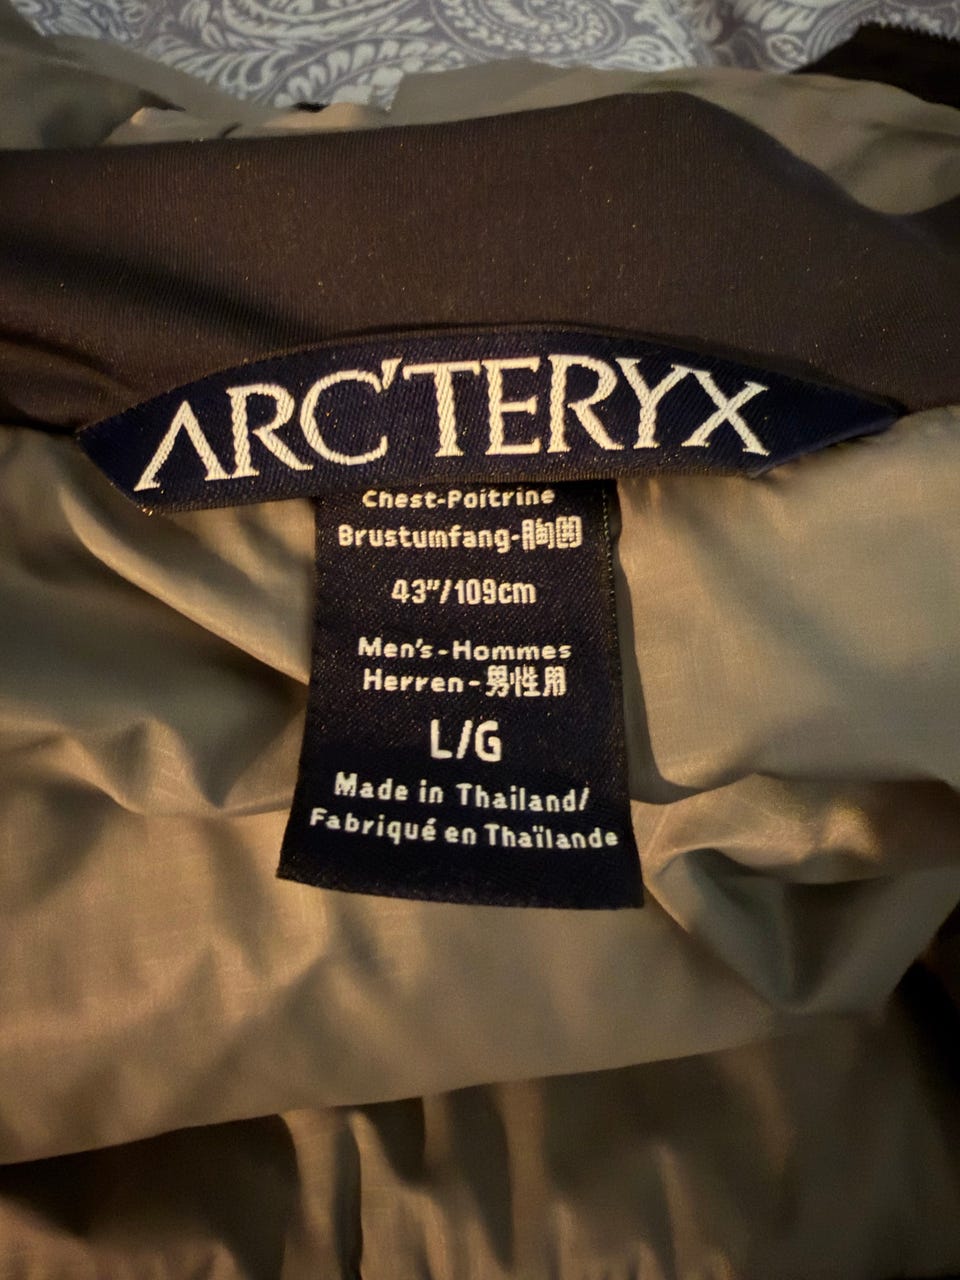 ARC'TERYX
Chest-Poitrine
Brustumfang-胸囲
43"/109cm
Men's-Hommes
Herren-男性用
L/G
Made in Thailand/
Fabriqué en Thaïlande